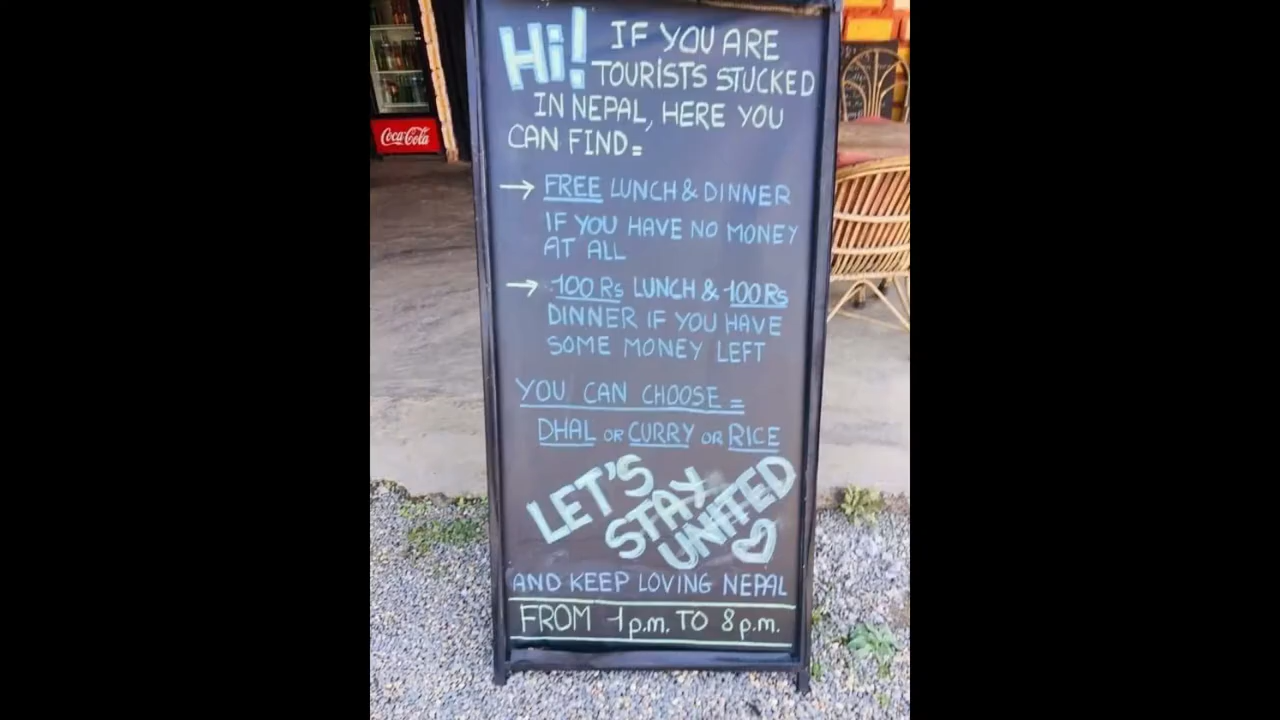 Hi! IF YOU ARE
TOURISTS STUCKED
IN NEPAL, HERE YOU
CAN FIND=
→ FREE LUNCH & DINNER
IF YOU HAVE NO MONEY
AT ALL
→ 100 Rs LUNCH & 100 Rs
DINNER IF YOU HAVE
SOME MONEY LEFT
YOU CAN CHOOSE=
DHAL OR CURRY OR RICE
LET'S
STAY
UNITED
AND KEEP LOVING NEPAL
FROM 1 p.m. TO 8 p.m.
Coca-Cola